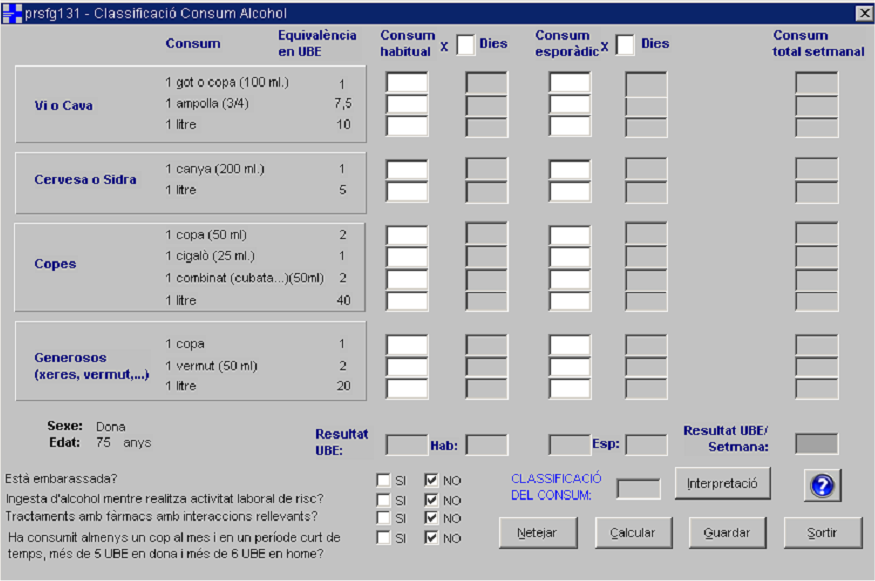 prsfg131 - Classificació Consum Alcohol
Consum
Equivalència
en UBE
Consum
habitual x Dies
Consum
esporàdic x Dies
Consum
total setmanal
Vi o Cava
1 got o copa (100 ml.) 1
1 ampolla (3/4) 7,5
1 litre 10
Cervesa o Sidra
1 canya (200 ml.) 1
1 litre 5
Copes
1 copa (50 ml) 2
1 cigaló (25 ml.) 1
1 combinat (cubata...)(50ml) 2
1 litre 40
Generosos
(xeres, vermut,...)
1 copa 1
1 vermut (50 ml) 2
1 litre 20
Sexe: Dona
Edat: 75 anys
Resultat
UBE:
Hab:
Esp:
Resultat UBE/
Setmana:
Està embarassada? SI NO
Ingesta d'alcohol mentre realitza activitat laboral de risc? SI NO
Tractaments amb fàrmacs amb interaccions rellevants? SI NO
Ha consumit almenys un cop al mes i en un període curt de
temps, més de 5 UBE en dona i més de 6 UBE en home? SI NO
CLASSIFICACIÓ
DEL CONSUM:
Interpretació
?
Netejar
Calcular
Guardar
Sortir